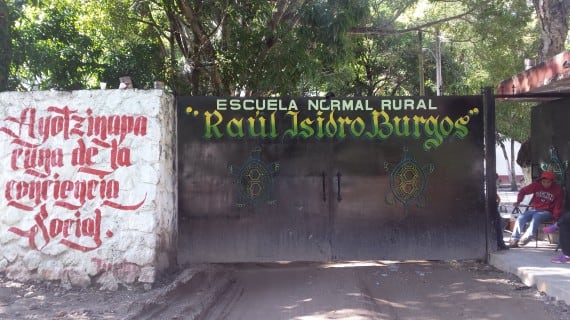 Ayotzinapa
cuna de la
conciencia
Social.
ESCUELA NORMAL RURAL
"Raúl Isidro Burgos"